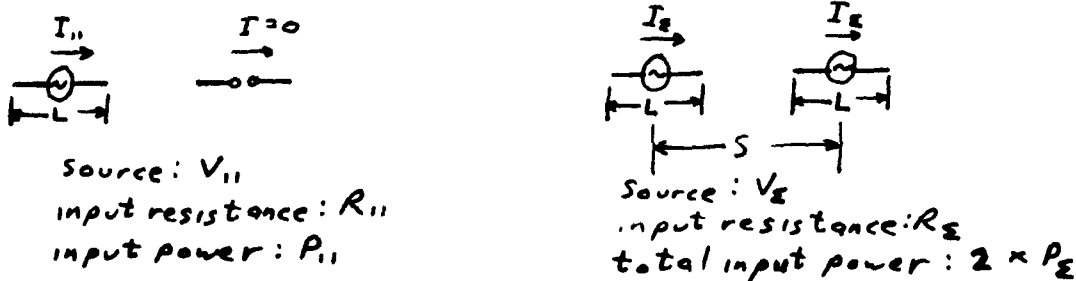 I₁₁ I=0
L
source: V₁₁
input resistance: R₁₁
input power: P₁₁
I_Σ I_Σ
L L
S
source: V_Σ
input resistance: R_Σ
total input power: 2 × P_Σ